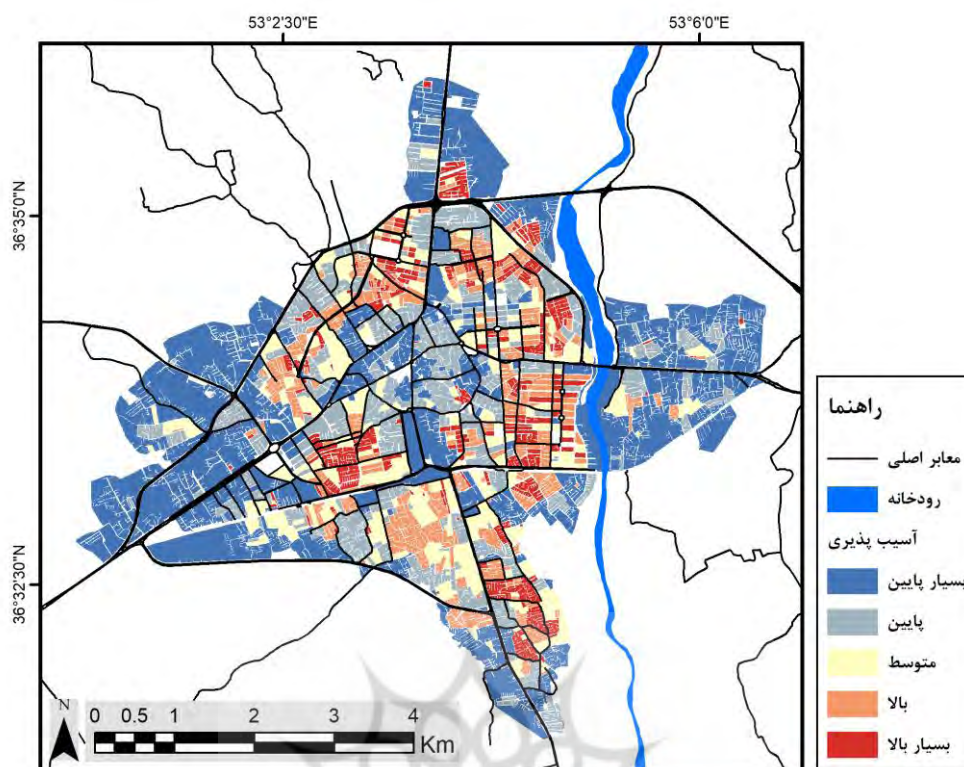 53°2'30"E
53°6'0"E
36°35'0"N
36°32'30"N
راهنما
معابر اصلی
رودخانه
آسیب پذیری
بسیار پایین
پایین
متوسط
بالا
بسیار بالا
N
0 0.5 1 2 3 4
Km